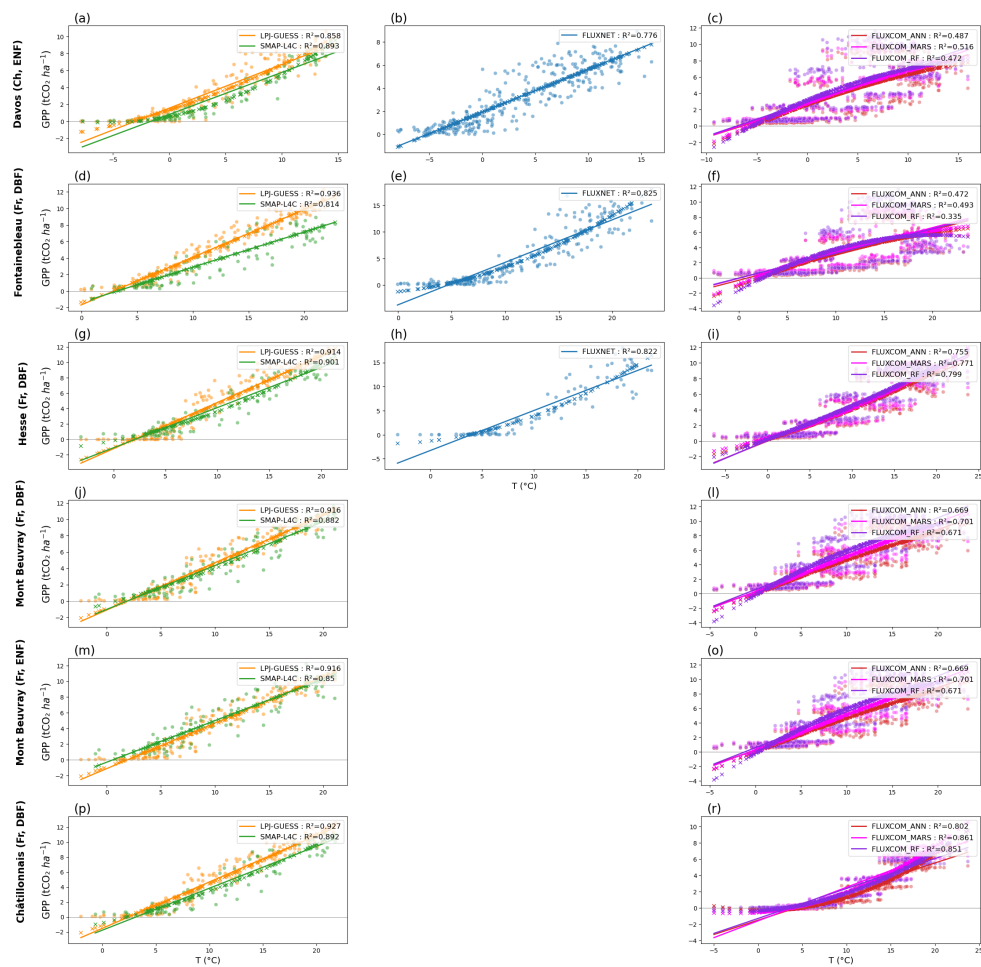 (a)
(b)
(c)
Davos (Ch, ENF)
GPP (tCO₂ ha⁻¹)
LPJ-GUESS : R²=0.858
SMAP-L4C : R²=0.893
FLUXNET : R²=0.776
FLUXCOM_ANN : R²=0.487
FLUXCOM_MARS : R²=0.516
FLUXCOM_RF : R²=0.472
(d)
(e)
(f)
Fontainebleau (Fr, DBF)
GPP (tCO₂ ha⁻¹)
LPJ-GUESS : R²=0.936
SMAP-L4C : R²=0.814
FLUXNET : R²=0.825
FLUXCOM_ANN : R²=0.472
FLUXCOM_MARS : R²=0.493
FLUXCOM_RF : R²=0.335
(g)
(h)
(i)
Hesse (Fr, DBF)
GPP (tCO₂ ha⁻¹)
LPJ-GUESS : R²=0.914
SMAP-L4C : R²=0.901
FLUXNET : R²=0.822
FLUXCOM_ANN : R²=0.755
FLUXCOM_MARS : R²=0.771
FLUXCOM_RF : R²=0.799
T (°C)
(j)
(l)
Mont Beuvray (Fr, DBF)
GPP (tCO₂ ha⁻¹)
LPJ-GUESS : R²=0.916
SMAP-L4C : R²=0.882
FLUXCOM_ANN : R²=0.669
FLUXCOM_MARS : R²=0.701
FLUXCOM_RF : R²=0.671
(m)
(o)
Mont Beuvray (Fr, ENF)
GPP (tCO₂ ha⁻¹)
LPJ-GUESS : R²=0.916
SMAP-L4C : R²=0.85
FLUXCOM_ANN : R²=0.669
FLUXCOM_MARS : R²=0.701
FLUXCOM_RF : R²=0.671
(p)
(r)
Châtillonnais (Fr, DBF)
GPP (tCO₂ ha⁻¹)
LPJ-GUESS : R²=0.927
SMAP-L4C : R²=0.892
FLUXCOM_ANN : R²=0.802
FLUXCOM_MARS : R²=0.861
FLUXCOM_RF : R²=0.851
T (°C)
T (°C)